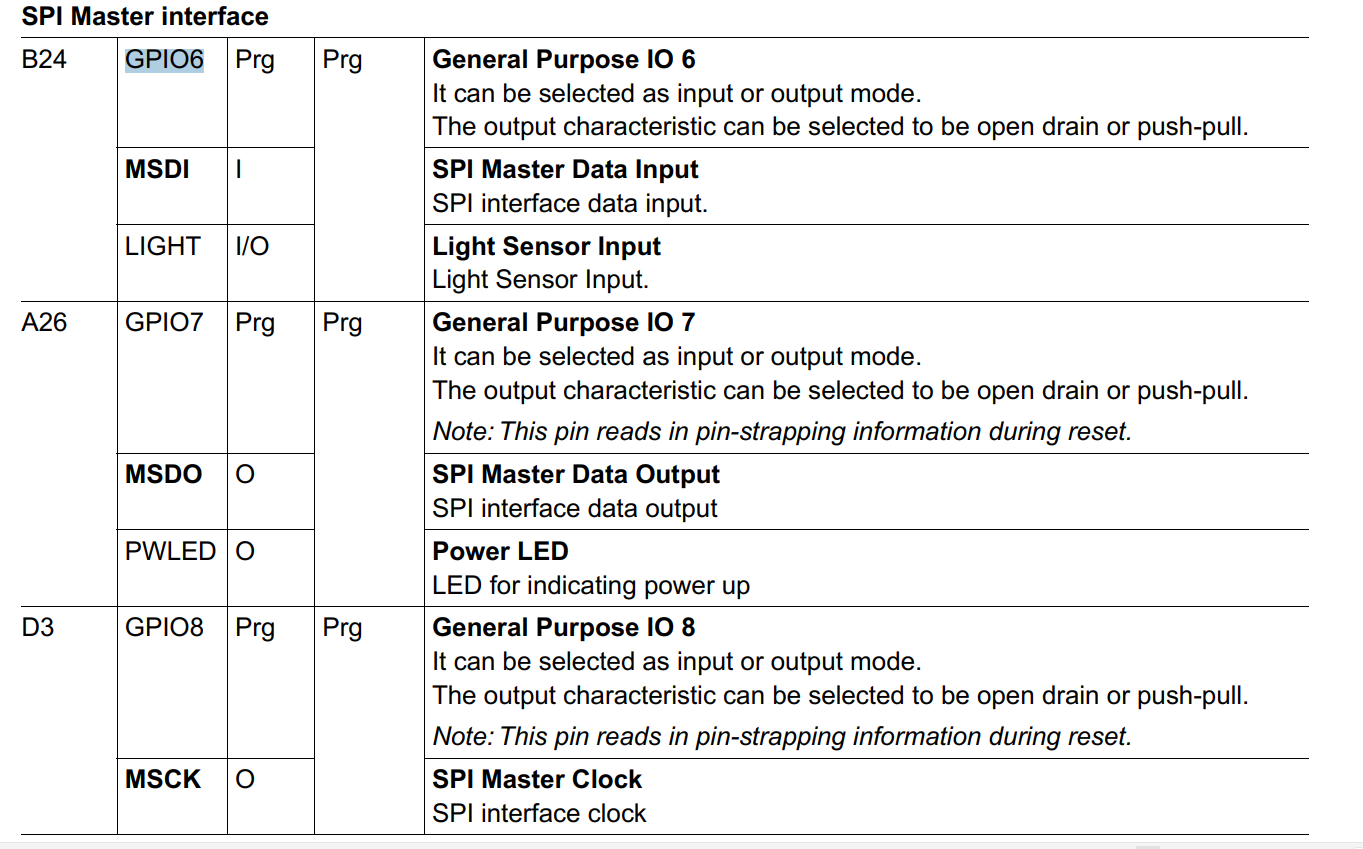 SPI Master interface
B24 GPIO6 Prg Prg General Purpose IO 6
It can be selected as input or output mode.
The output characteristic can be selected to be open drain or push-pull.
MSDI I SPI Master Data Input
SPI interface data input.
LIGHT I/O Light Sensor Input
Light Sensor Input.
A26 GPIO7 Prg Prg General Purpose IO 7
It can be selected as input or output mode.
The output characteristic can be selected to be open drain or push-pull.
Note: This pin reads in pin-strapping information during reset.
MSDO O SPI Master Data Output
SPI interface data output
PWLED O Power LED
LED for indicating power up
D3 GPIO8 Prg Prg General Purpose IO 8
It can be selected as input or output mode.
The output characteristic can be selected to be open drain or push-pull.
Note: This pin reads in pin-strapping information during reset.
MSCK O SPI Master Clock
SPI interface clock